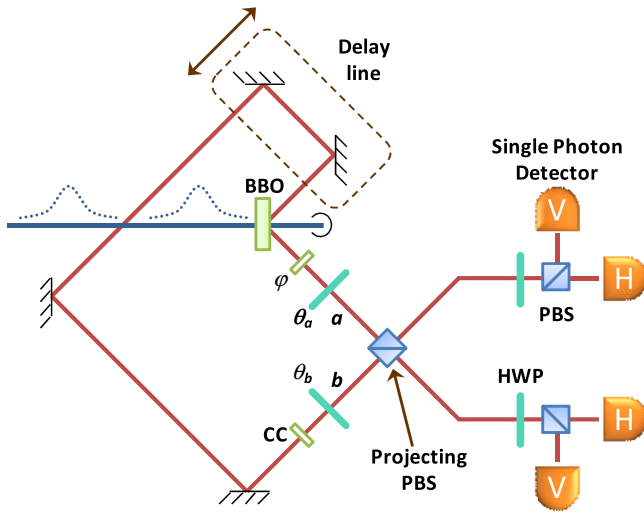 Delay
line
Single Photon
Detector
BBO
V
H
φ
PBS
θa a
θb b
HWP
CC
H
Projecting
PBS
V